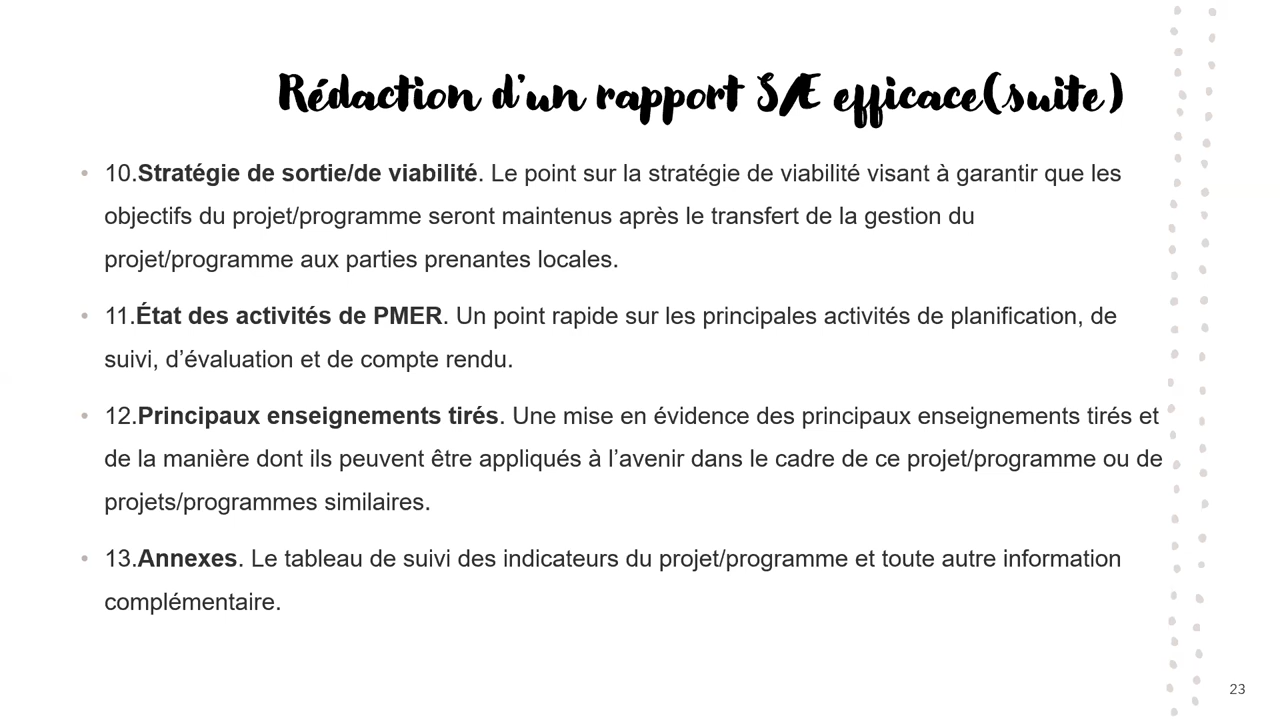 Rédaction d'un rapport S/E efficace(suite)
• 10.Stratégie de sortie/de viabilité. Le point sur la stratégie de viabilité visant à garantir que les
objectifs du projet/programme seront maintenus après le transfert de la gestion du
projet/programme aux parties prenantes locales.
• 11.État des activités de PMER. Un point rapide sur les principales activités de planification, de
suivi, d’évaluation et de compte rendu.
• 12.Principaux enseignements tirés. Une mise en évidence des principaux enseignements tirés et
de la manière dont ils peuvent être appliqués à l’avenir dans le cadre de ce projet/programme ou de
projets/programmes similaires.
• 13.Annexes. Le tableau de suivi des indicateurs du projet/programme et toute autre information
complémentaire.
23